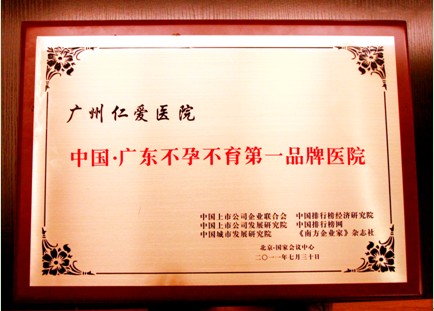 广州仁爱医院
中国·广东不孕不育第一品牌医院
中国上市公司企业联合会 中国排行榜经济研究院
中国上市公司发展研究院 中国排行榜网
中国城市发展研究院 《南方企业家》杂志社
北京·国家会议中心
二〇一一年七月三十日